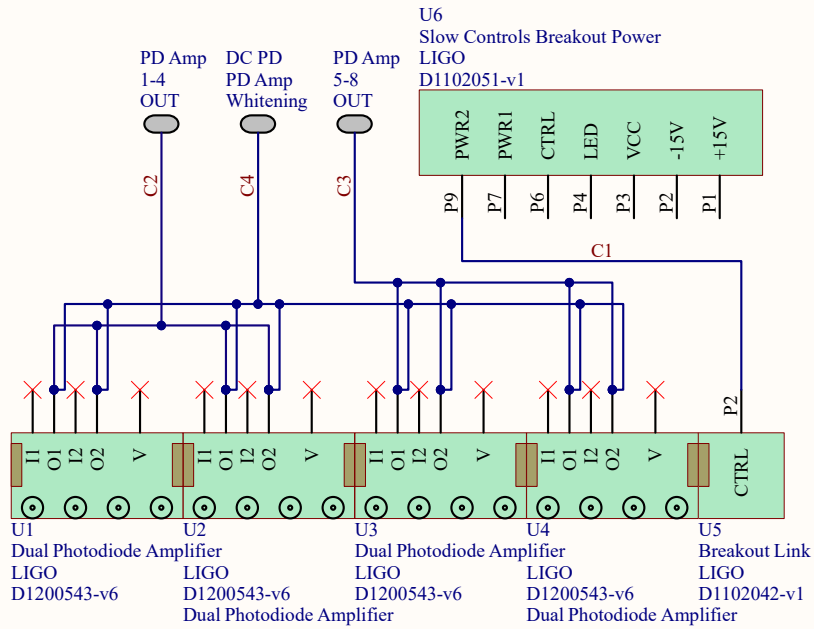 U6
Slow Controls Breakout Power
LIGO
D1102051-v1
PD Amp
1-4
OUT
DC PD
PD Amp
Whitening
PD Amp
5-8
OUT
PWR2
PWR1
CTRL
LED
VCC
-15V
+15V
P9
P7
P6
P4
P3
P2
P1
C2
C4
C3
C1
P2
I1
O1
I2
O2
V
I1
O1
I2
O2
V
I1
O1
I2
O2
V
I1
O1
I2
O2
V
CTRL
U1
Dual Photodiode Amplifier
LIGO
D1200543-v6
U2
LIGO
D1200543-v6
Dual Photodiode Amplifier
U3
Dual Photodiode Amplifier
LIGO
D1200543-v6
U4
LIGO
D1200543-v6
Dual Photodiode Amplifier
U5
Breakout Link
LIGO
D1102042-v1